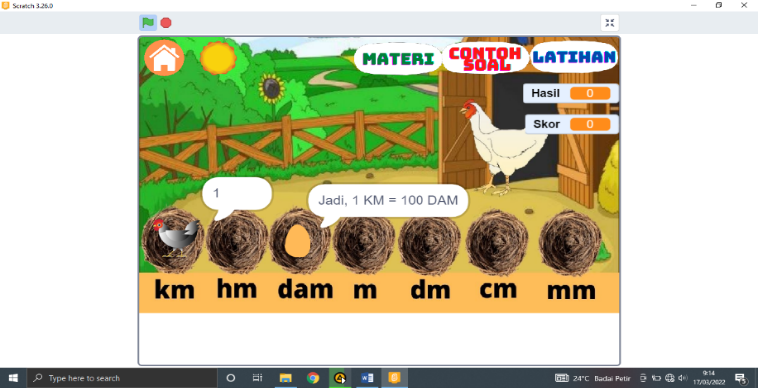 Scratch 3.26.0
MATERI
CONTOH
SOAL
LATIHAN
Hasil 0
Skor 0
1
Jadi, 1 KM = 100 DAM
km hm dam m dm cm mm
Type here to search
24°C Badai Petir
9:14
17/03/2022